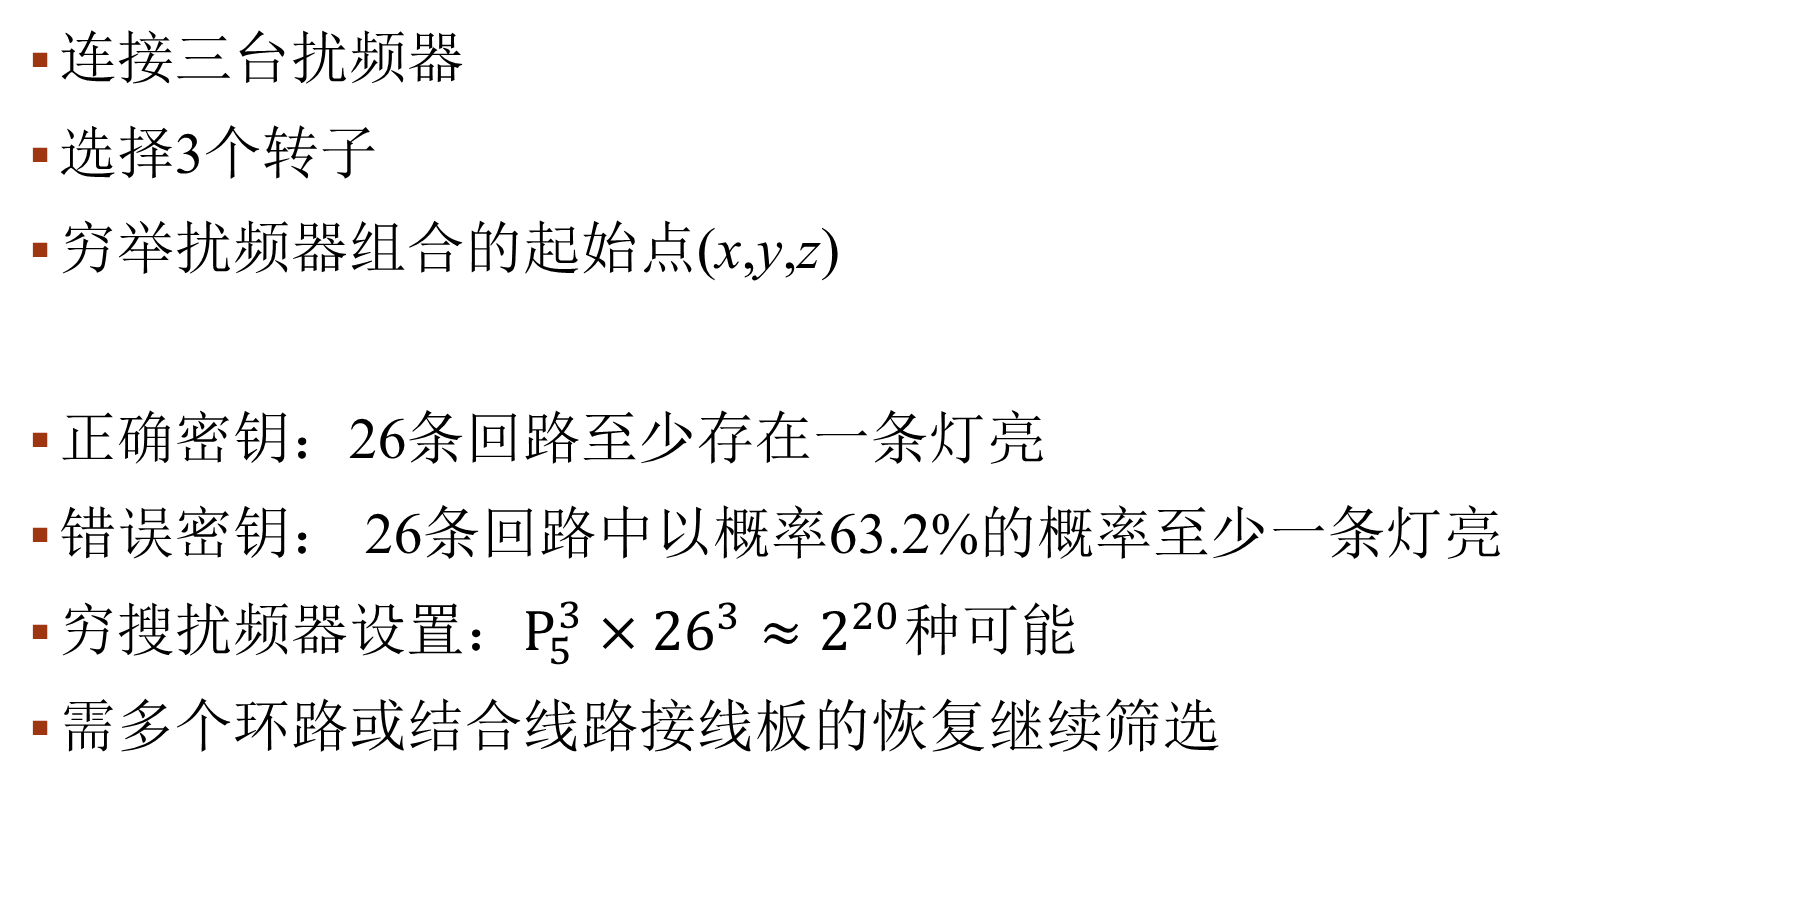 ▪连接三台扰频器
▪选择3个转子
▪穷举扰频器组合的起始点(x,y,z)
▪正确密钥：26条回路至少存在一条灯亮
▪错误密钥： 26条回路中以概率63.2%的概率至少一条灯亮
▪穷搜扰频器设置：P₅³ × 26³ ≈ 2²⁰种可能
▪需多个环路或结合线路接线板的恢复继续筛选